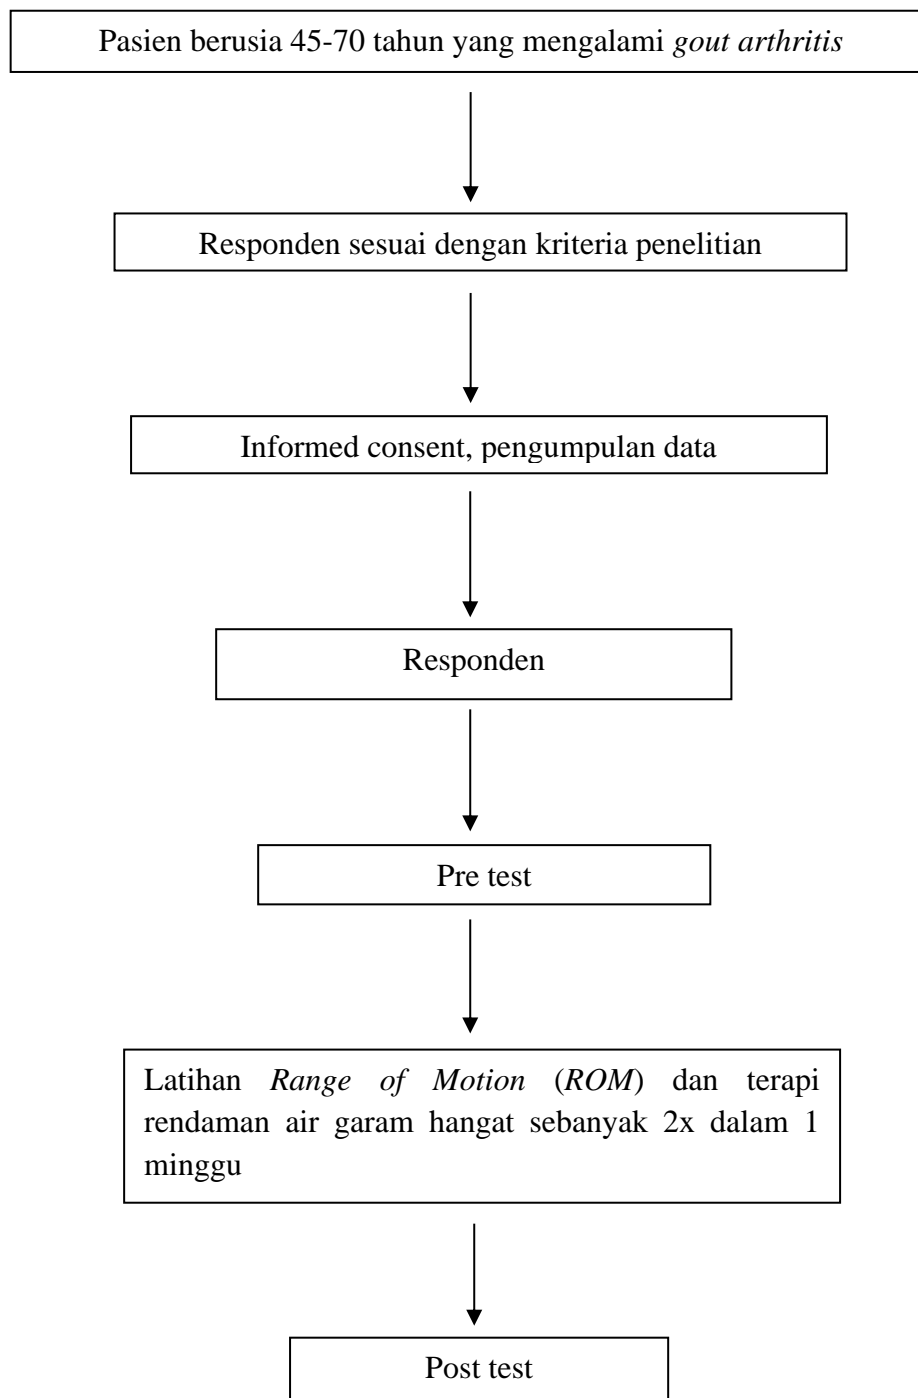 Pasien berusia 45-70 tahun yang mengalami gout arthritis
Responden sesuai dengan kriteria penelitian
Informed consent, pengumpulan data
Responden
Pre test
Latihan Range of Motion (ROM) dan terapi
rendaman air garam hangat sebanyak 2x dalam 1
minggu
Post test